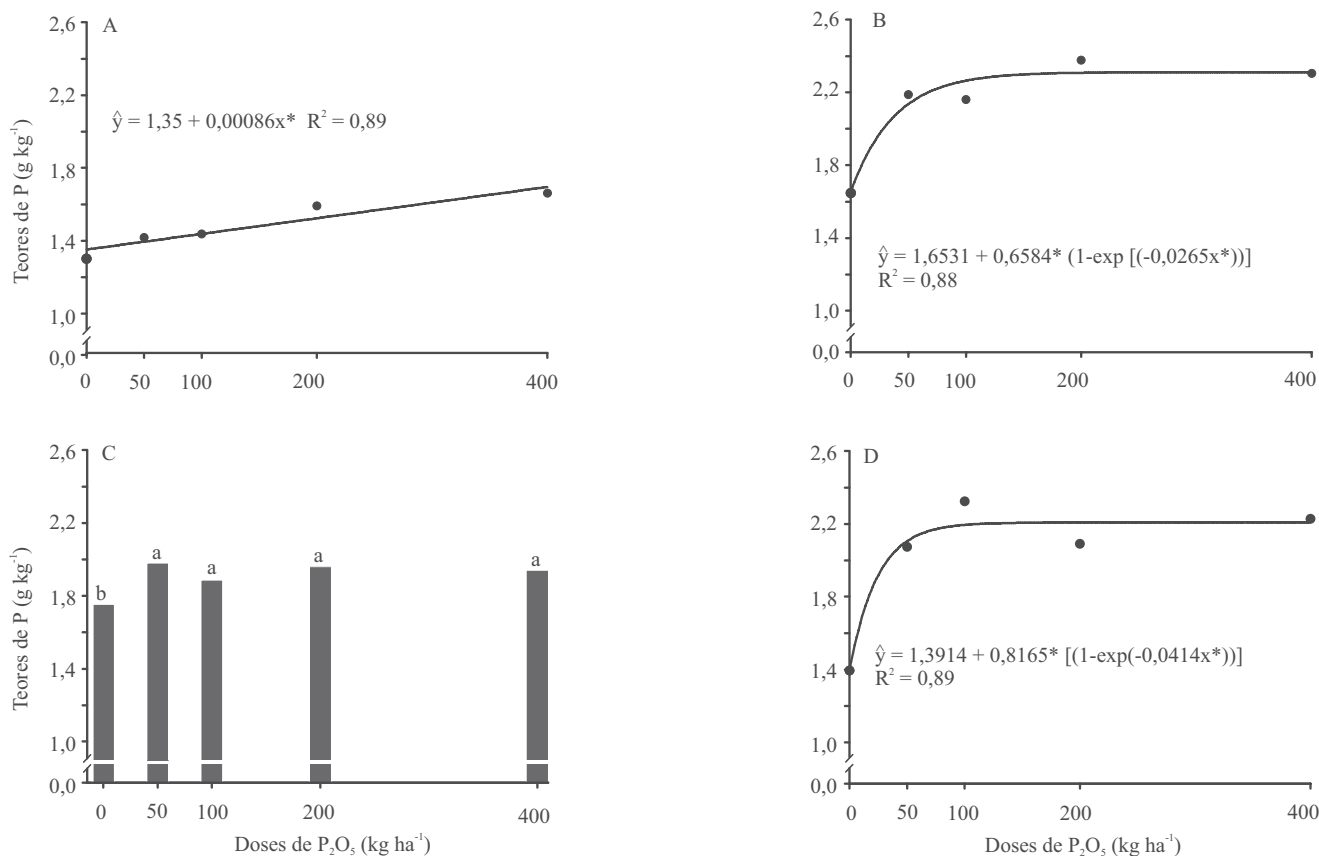 A
2,6
2,2
1,8
1,4
1,0
0,0
Teores de P (g kg⁻¹)
ŷ = 1,35 + 0,00086x* R² = 0,89
0 50 100 200 400
B
2,6
2,2
1,8
1,4
1,0
0,0
ŷ = 1,6531 + 0,6584* (1-exp [(-0,0265x*))]
R² = 0,88
0 50 100 200 400
C
2,6
2,2
1,8
1,4
1,0
0,0
Teores de P (g kg⁻¹)
b a a a a
0 50 100 200 400
Doses de P₂O₅ (kg ha⁻¹)
D
2,6
2,2
1,8
1,4
1,0
0,0
ŷ = 1,3914 + 0,8165* [(1-exp(-0,0414x*))]
R² = 0,89
0 50 100 200 400
Doses de P₂O₅ (kg ha⁻¹)